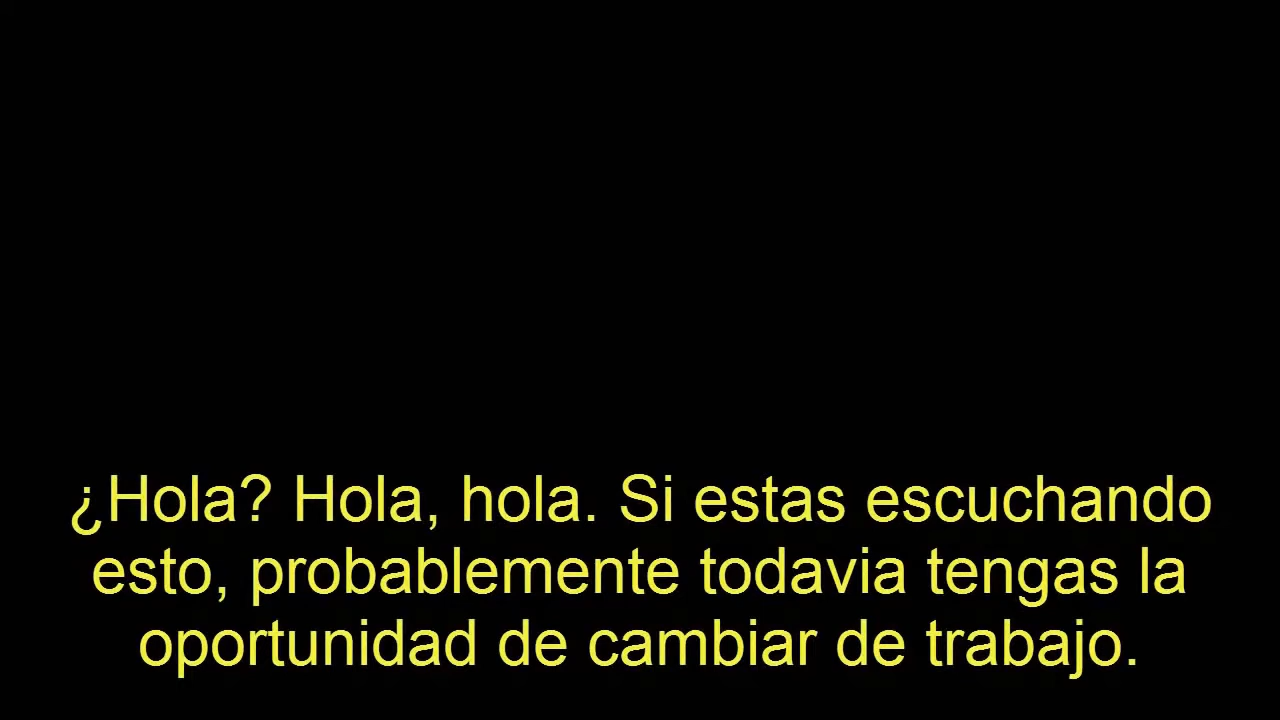 ¿Hola? Hola, hola. Si estas escuchando
esto, probablemente todavia tengas la
oportunidad de cambiar de trabajo.